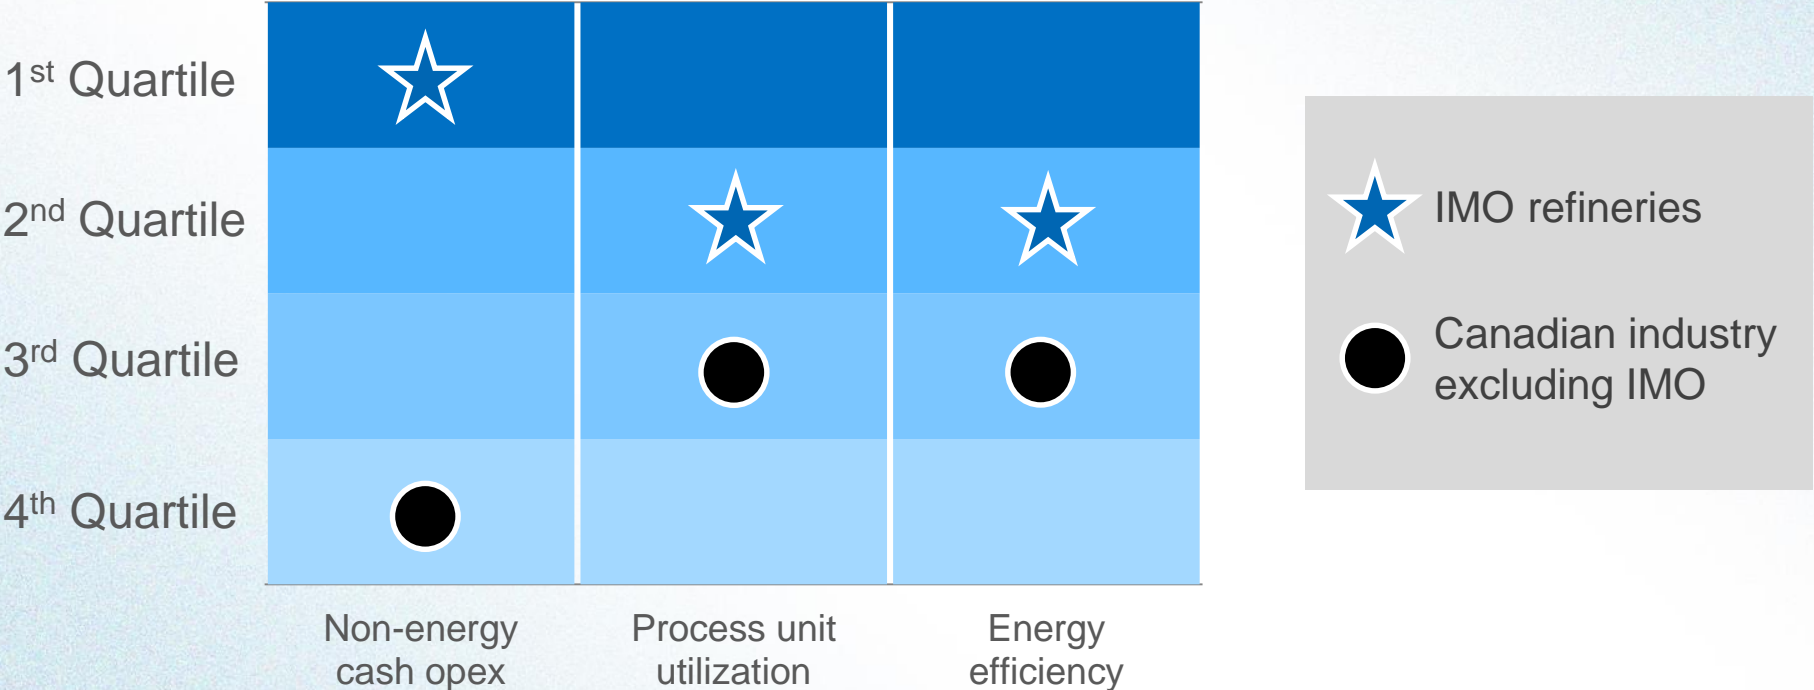 1st Quartile
2nd Quartile
3rd Quartile
4th Quartile
Non-energy
cash opex
Process unit
utilization
Energy
efficiency
IMO refineries
Canadian industry
excluding IMO